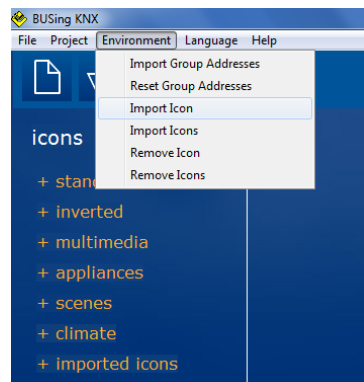 BUSing KNX
File Project Environment Language Help
Import Group Addresses
Reset Group Addresses
Import Icon
Import Icons
Remove Icon
Remove Icons
icons
+ inverted
+ multimedia
+ appliances
+ scenes
+ climate
+ imported icons